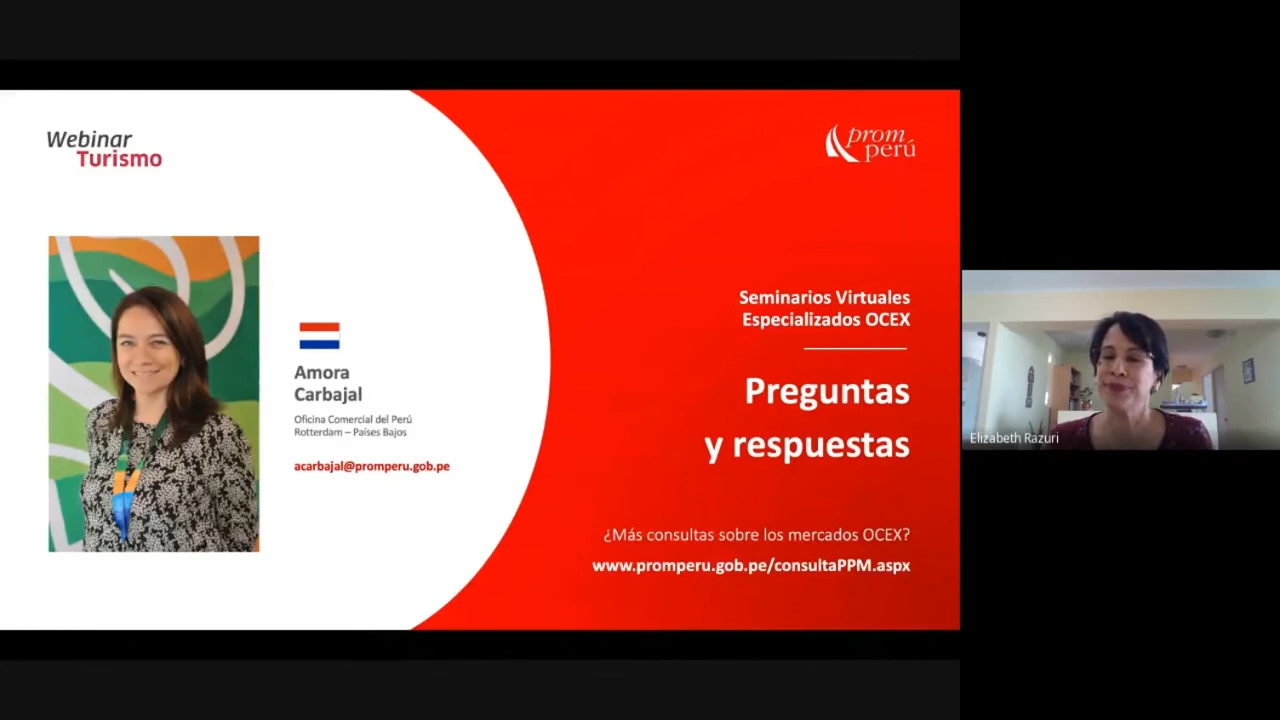 Webinar
Turismo
prom
perú
Amora
Carbajal
Oficina Comercial del Perú
Rotterdam – Países Bajos
acarbajal@promperu.gob.pe
Seminarios Virtuales
Especializados OCEX
Preguntas
y respuestas
¿Más consultas sobre los mercados OCEX?
www.promperu.gob.pe/consultaPPM.aspx
Elizabeth Razuri